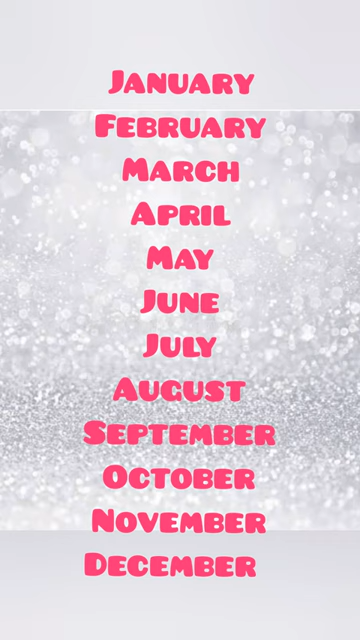 January
February
March
April
May
June
July
August
September
October
November
December